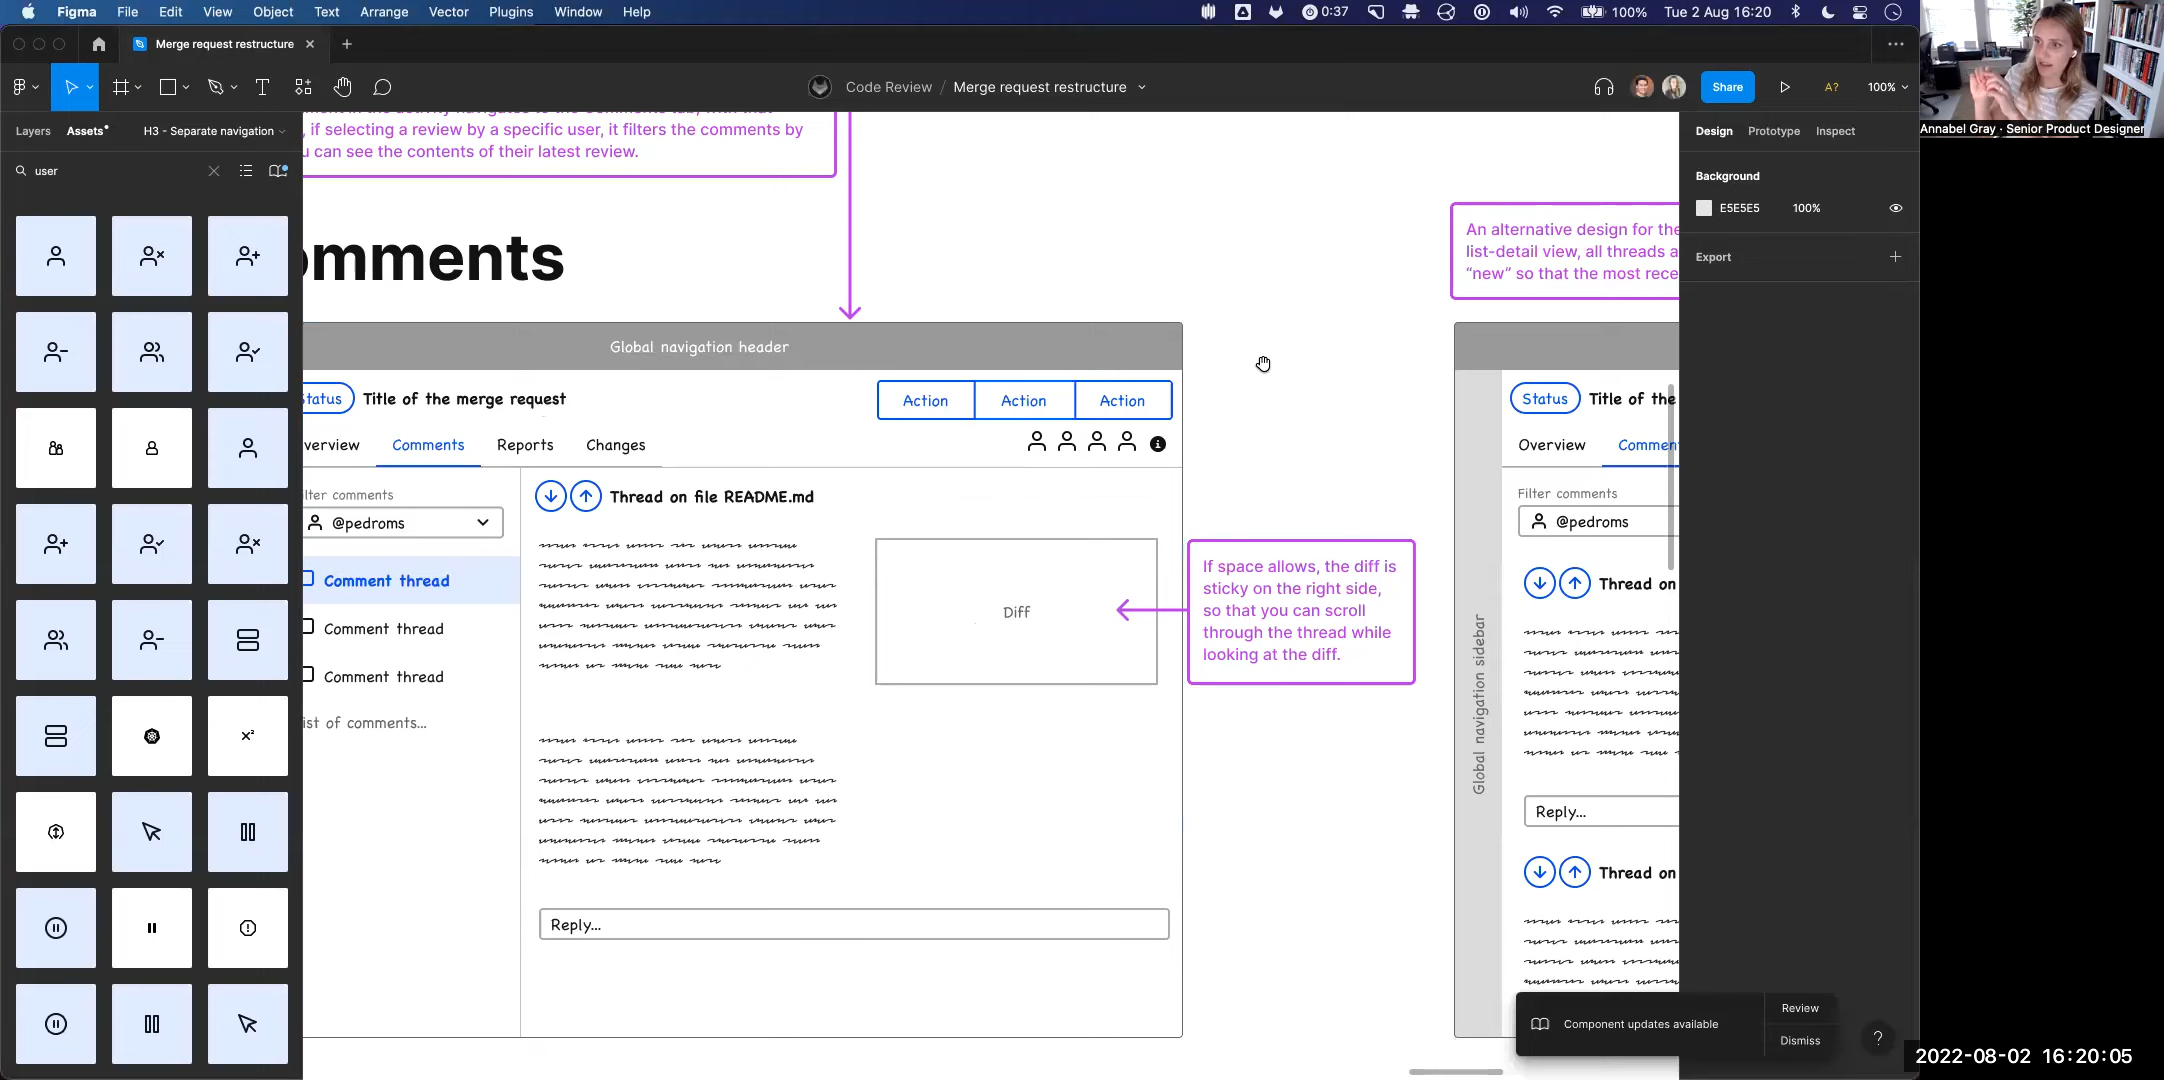 Figma File Edit View Object Text Arrange Vector Plugins Window Help
0:37 100% Tue 2 Aug 16:20
Merge request restructure
Code Review / Merge request restructure
Share
A?
100%
Annabel Gray · Senior Product Designer
Layers Assets H3 - Separate navigation
user
Design Prototype Inspect
Background
E5E5E5 100%
Export
, if selecting a review by a specific user, it filters the comments by
can see the contents of their latest review.
omments
Global navigation header
Status Title of the merge request
Action Action Action
verview Comments Reports Changes
lter comments
@pedroms
Comment thread
Comment thread
Comment thread
ist of comments...
Thread on file README.md
Diff
Reply...
If space allows, the diff is
sticky on the right side,
so that you can scroll
through the thread while
looking at the diff.
An alternative design for the
list-detail view, all threads a
“new” so that the most rece
Global navigation sidebar
Status Title of the
Overview Commen
Filter comments
@pedroms
Thread on
Reply...
Thread on
Component updates available
Review
Dismiss
?
2022-08-02 16:20:05